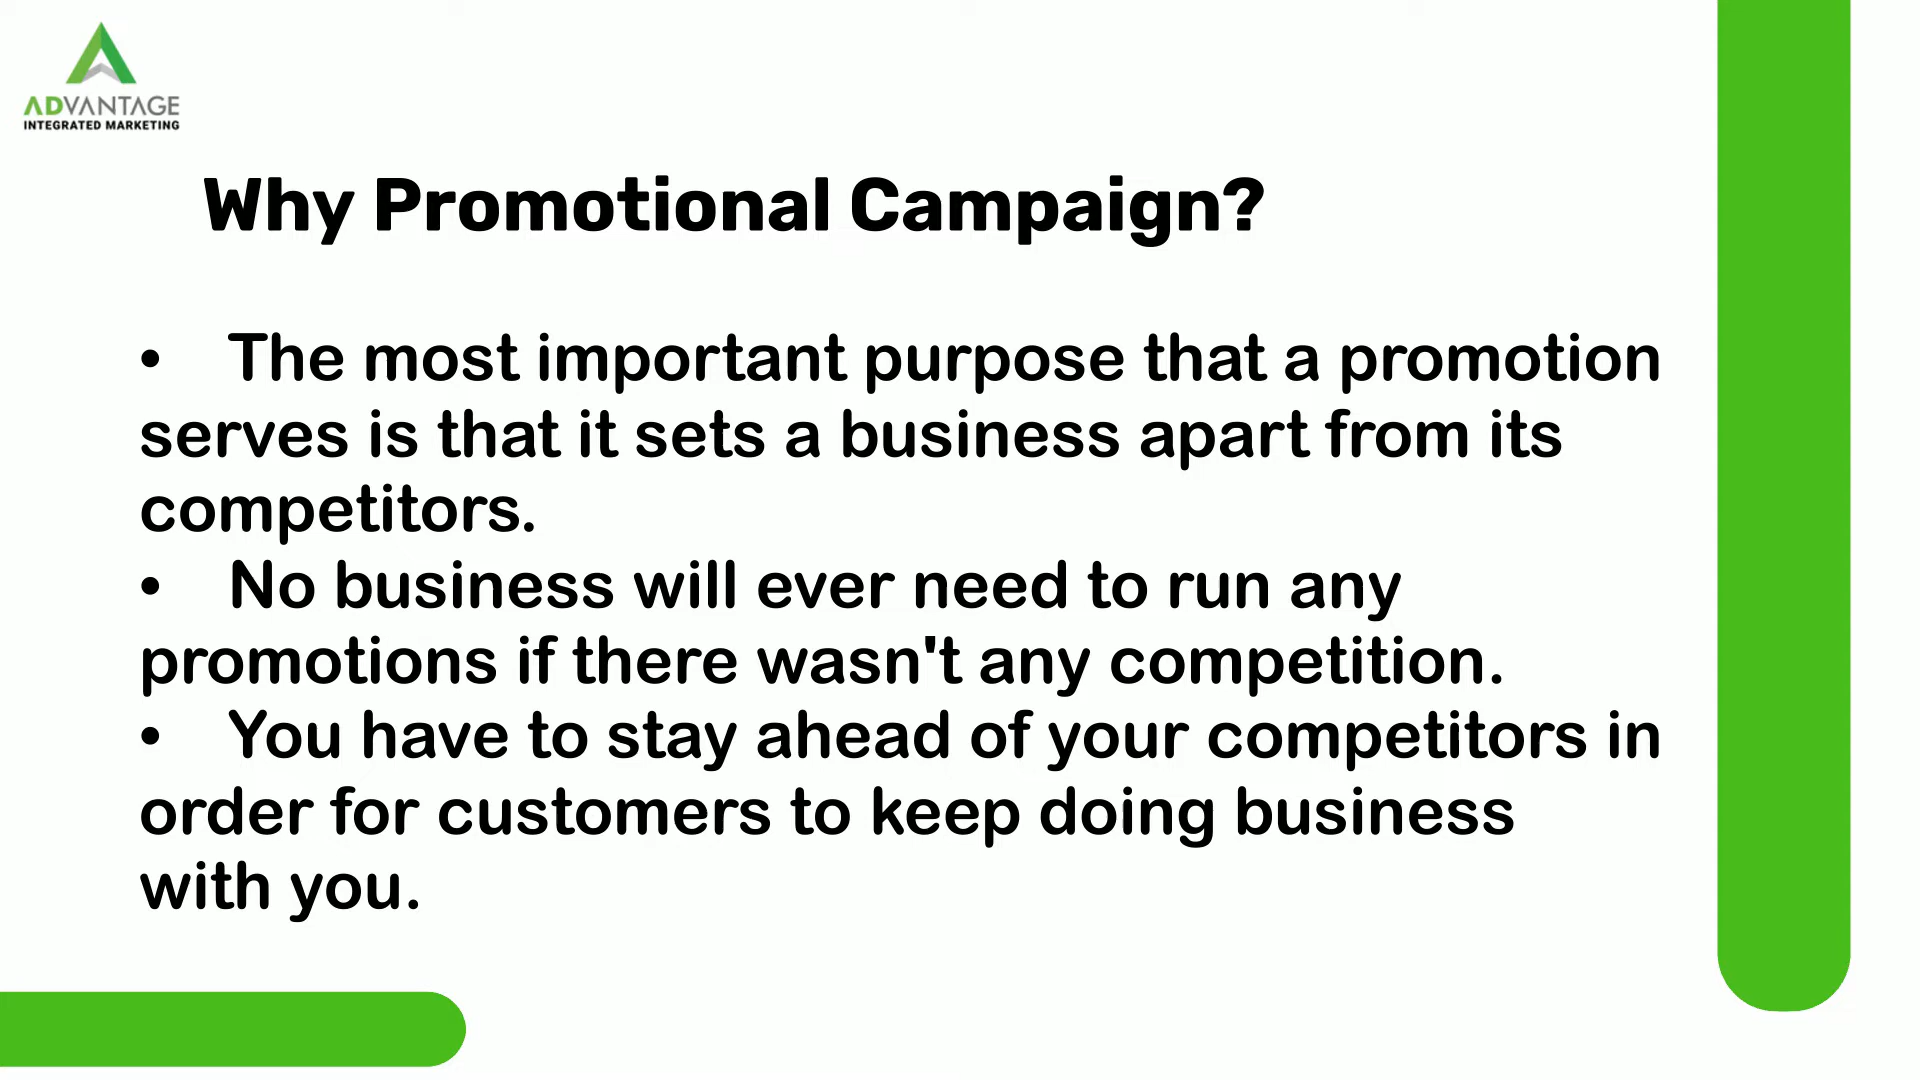 ADVANTAGE
INTEGRATED MARKETING
Why Promotional Campaign?
• The most important purpose that a promotion
serves is that it sets a business apart from its
competitors.
• No business will ever need to run any
promotions if there wasn't any competition.
• You have to stay ahead of your competitors in
order for customers to keep doing business
with you.